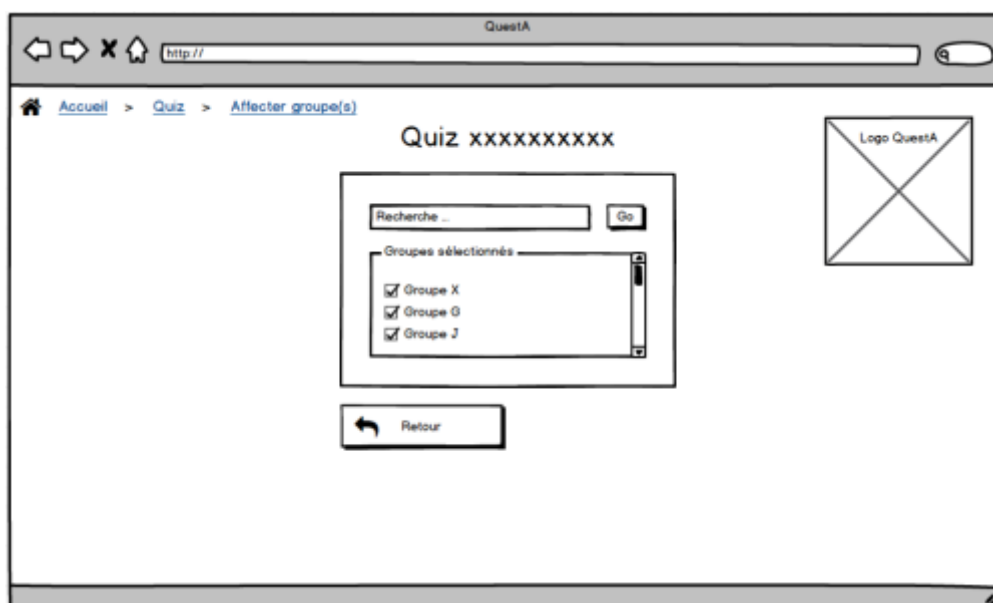 QuestA
http://
Accueil > Quiz > Affecter groupe(s)
Quiz xxxxxxxxxx
Logo QuestA
Recherche ...
Go
Groupes sélectionnés
Groupe X
Groupe G
Groupe J
Retour